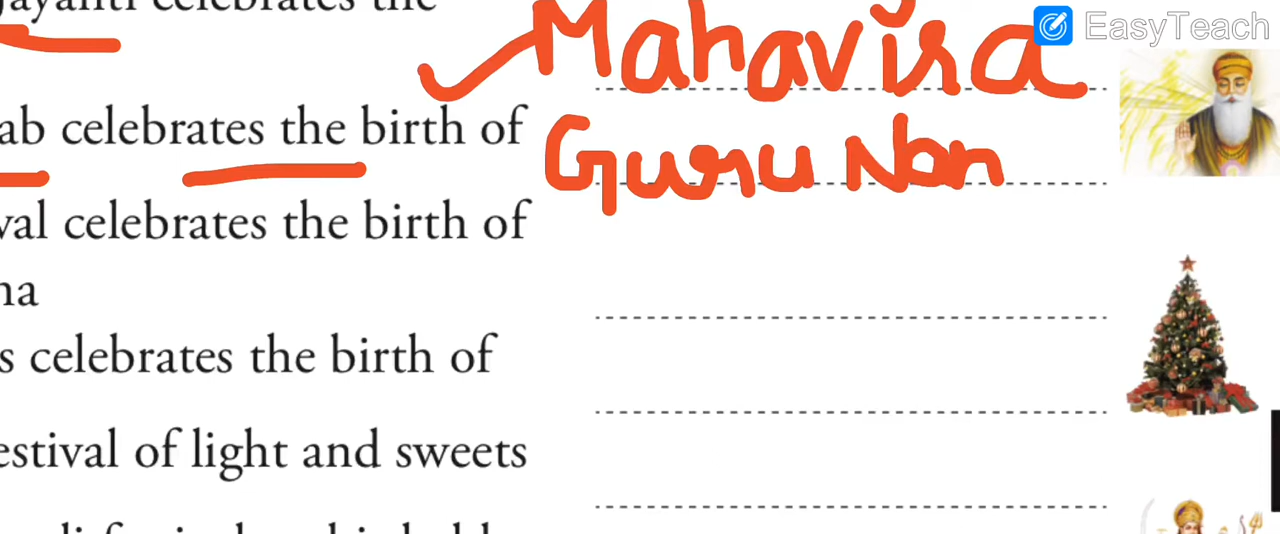 jayanti celebrates the
Mahavira
EasyTeach
ab celebrates the birth of
Guru Nan
val celebrates the birth of
na
s celebrates the birth of
estival of light and sweets